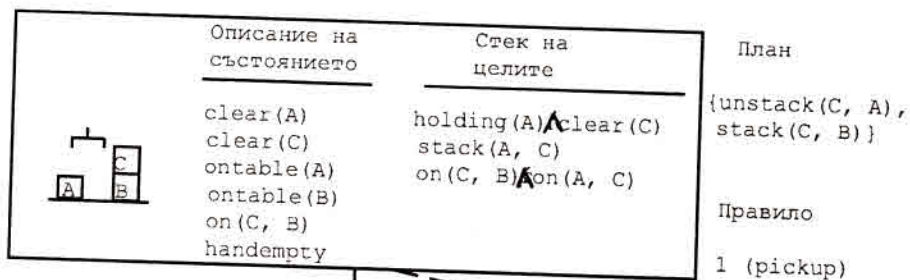 Описание на
състоянието
Стек на
целите
План
clear(A)
clear(C)
ontable(A)
ontable(B)
on(C, B)
handempty
holding(A)∧clear(C)
stack(A, C)
on(C, B)∧on(A, C)
{unstack(C, A),
stack(C, B)}
Правило
1 (pickup)
C
A B